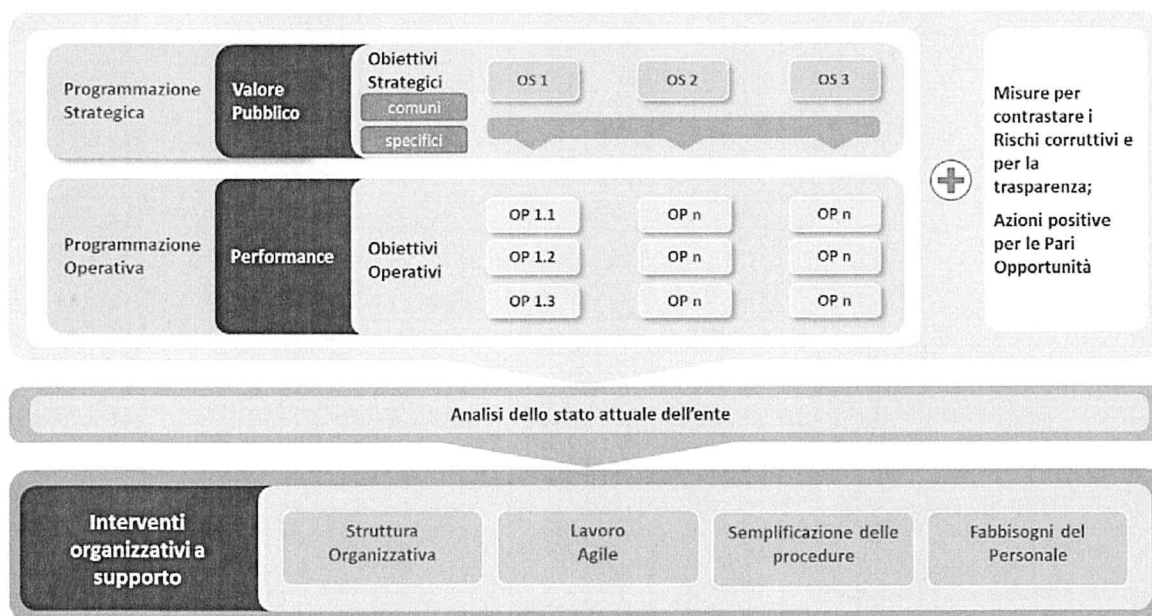 Programmazione
Strategica
Valore
Pubblico
Obiettivi
Strategici
comuni
specifici
OS 1
OS 2
OS 3
Programmazione
Operativa
Performance
Obiettivi
Operativi
OP 1.1
OP n
OP n
OP 1.2
OP n
OP n
OP 1.3
OP n
OP n
Misure per
contrastare i
Rischi corruttivi e
per la
trasparenza;
Azioni positive
per le Pari
Opportunità
Analisi dello stato attuale dell'ente
Interventi
organizzativi a
supporto
Struttura
Organizzativa
Lavoro
Agile
Semplificazione delle
procedure
Fabbisogni del
Personale